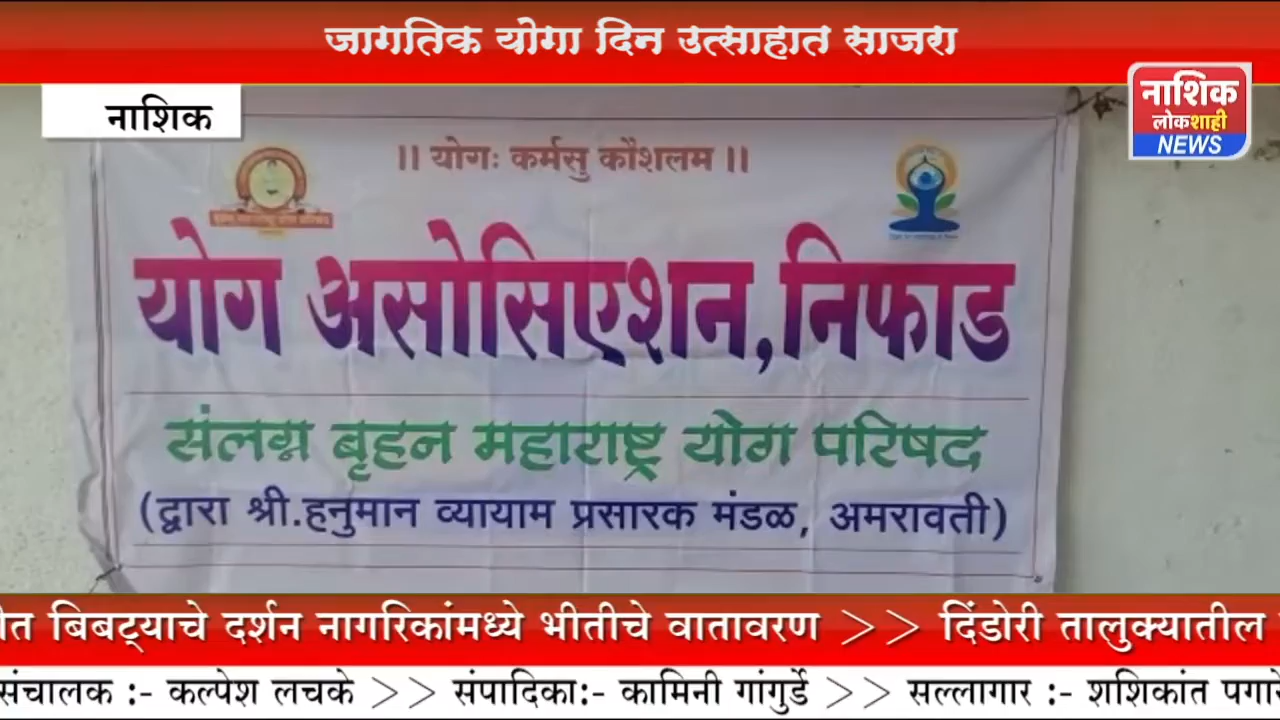 जागतिक योगा दिन उत्साहात साजरा
नाशिक
नाशिक
लोकशाही
NEWS
|| योगः कर्मसु कौशलम ||
योग असोसिएशन, निफाड
संलग्न बृहन महाराष्ट्र योग परिषद
(द्वारा श्री.हनुमान व्यायाम प्रसारक मंडळ, अमरावती)
बिबट्याचे दर्शन नागरिकांमध्ये भीतीचे वातावरण >> दिंडोरी तालुक्यातील
संचालक :- कल्पेश लचके >> संपादिका:- कामिनी गांगुर्डे >> सल्लागार :- शशिकांत